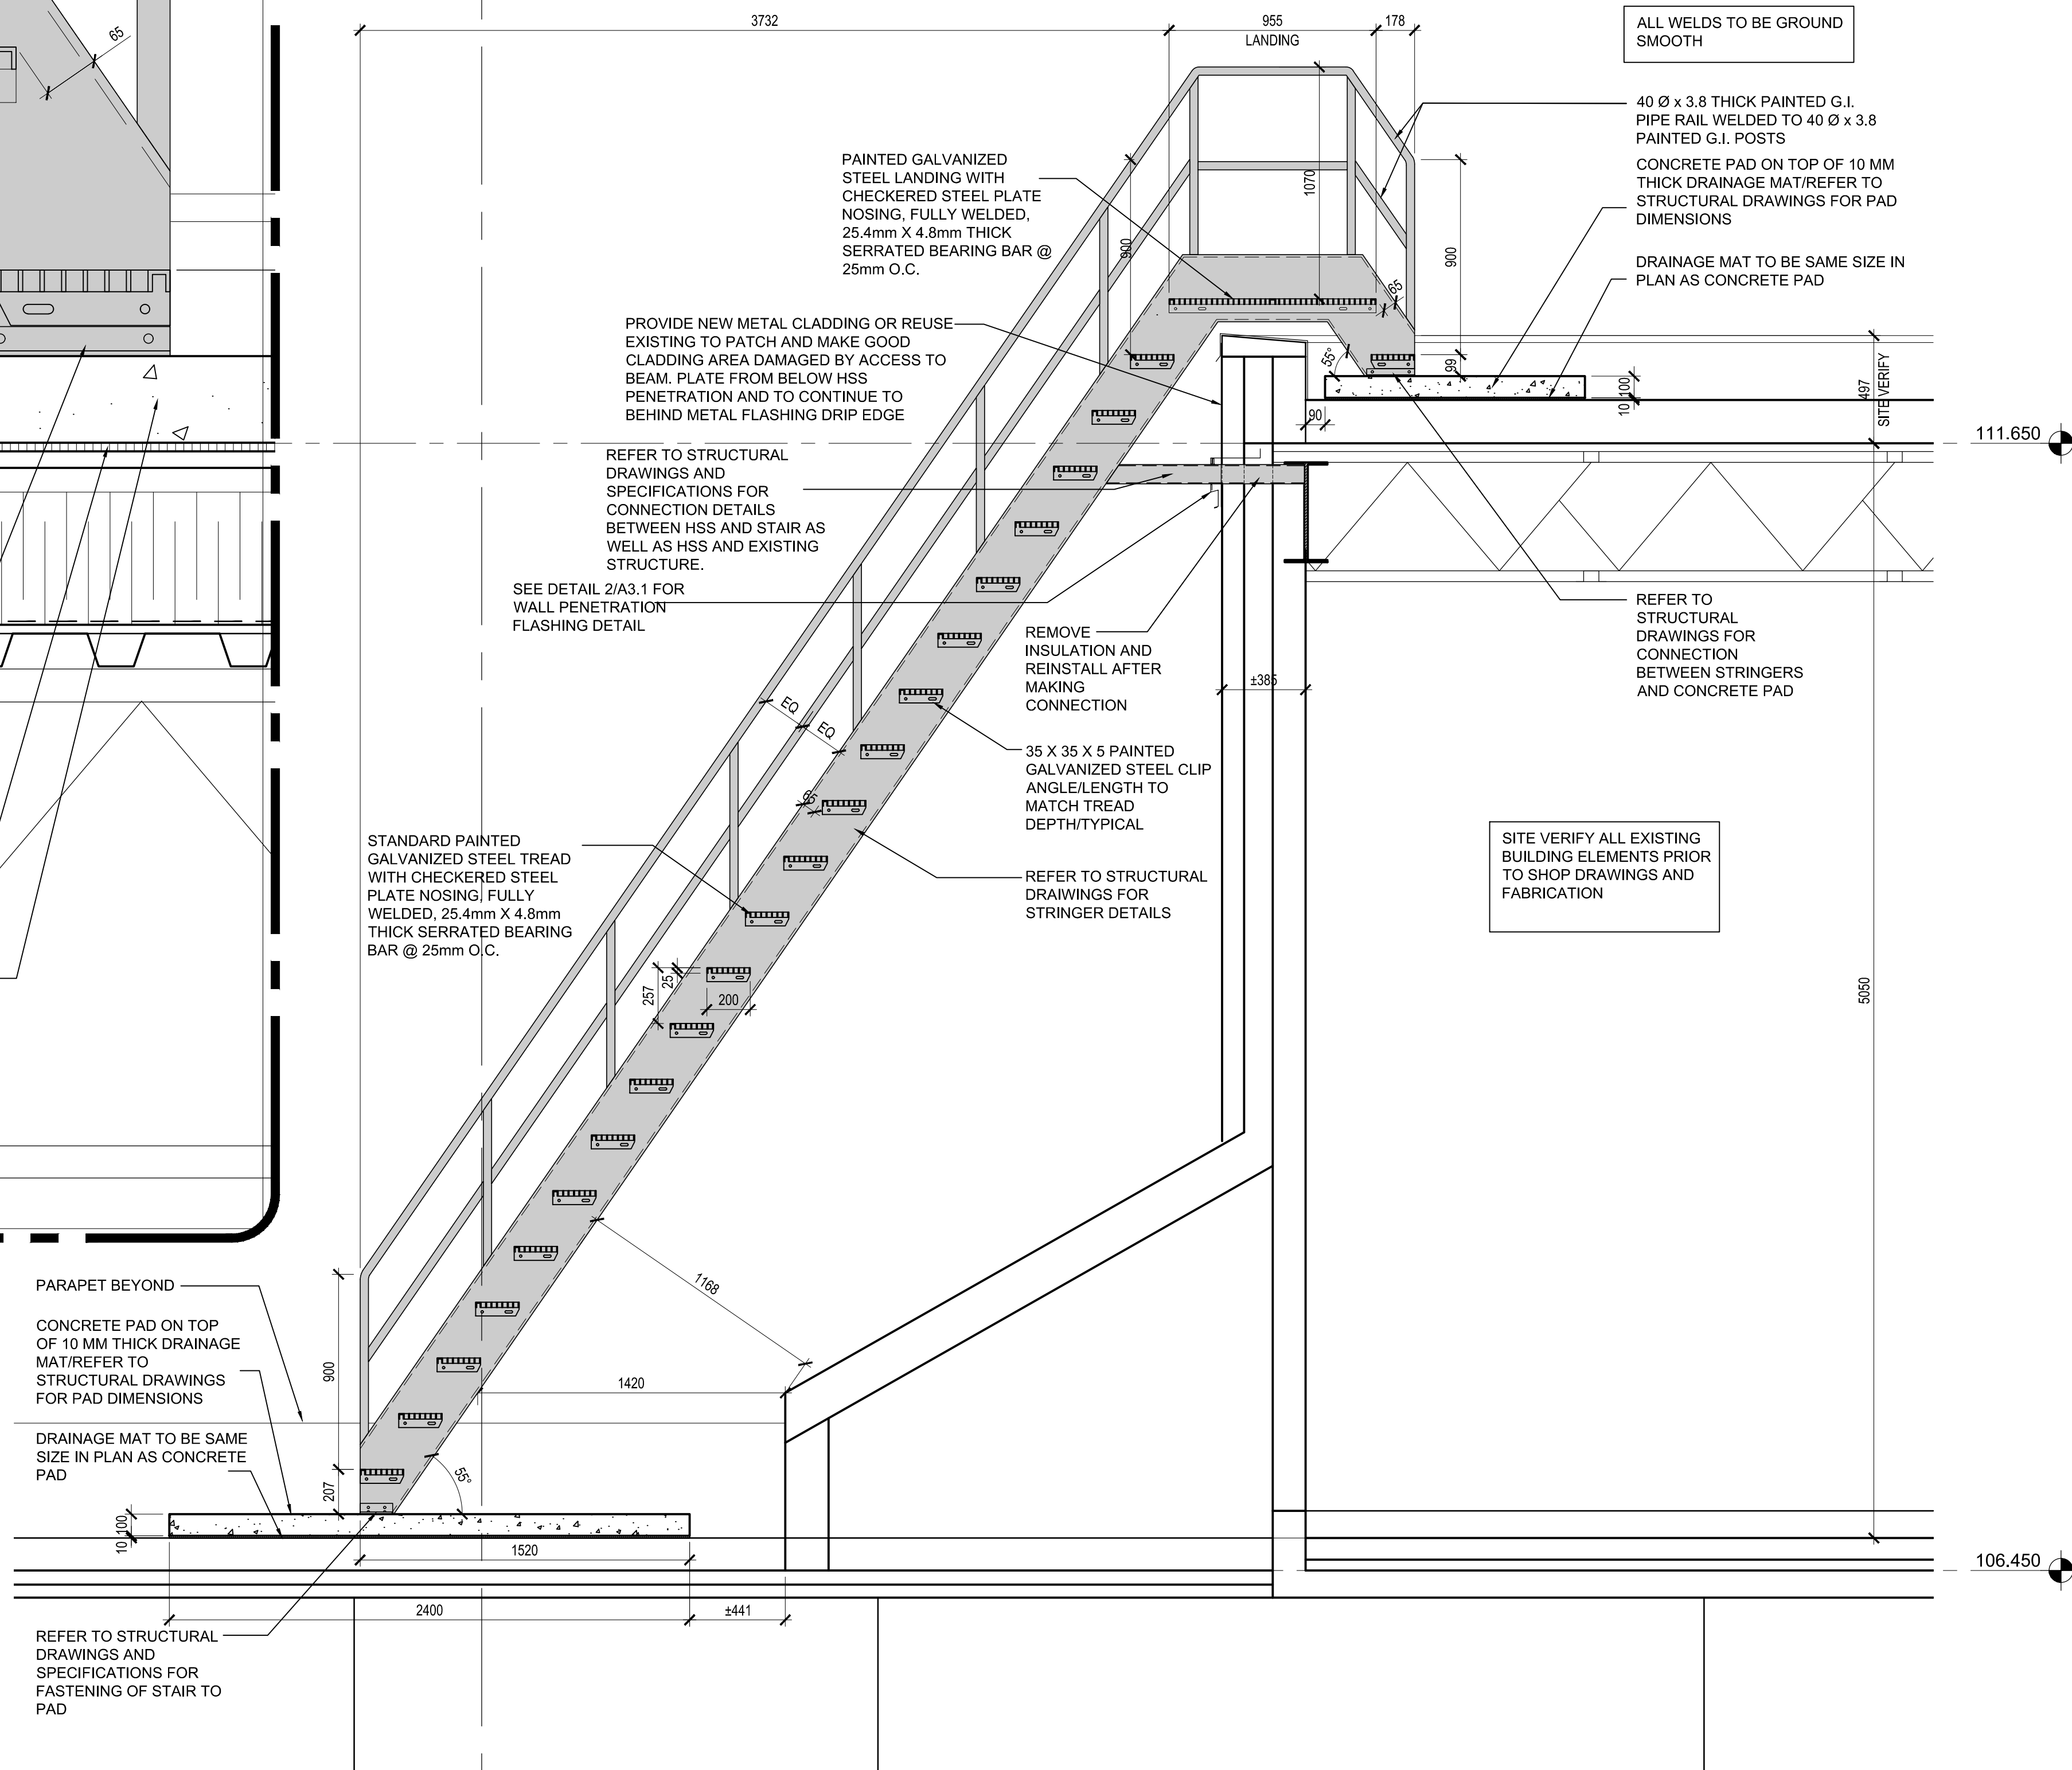 65
3732
955
LANDING
178
ALL WELDS TO BE GROUND
SMOOTH
40 Ø x 3.8 THICK PAINTED G.I.
PIPE RAIL WELDED TO 40 Ø x 3.8
PAINTED G.I. POSTS
CONCRETE PAD ON TOP OF 10 MM
THICK DRAINAGE MAT/REFER TO
STRUCTURAL DRAWINGS FOR PAD
DIMENSIONS
DRAINAGE MAT TO BE SAME SIZE IN
PLAN AS CONCRETE PAD
PAINTED GALVANIZED
STEEL LANDING WITH
CHECKERED STEEL PLATE
NOSING, FULLY WELDED,
25.4mm X 4.8mm THICK
SERRATED BEARING BAR @
25mm O.C.
900
1070
900
65
99
55°
100
10
90
497
SITE VERIFY
111.650
PROVIDE NEW METAL CLADDING OR REUSE
EXISTING TO PATCH AND MAKE GOOD
CLADDING AREA DAMAGED BY ACCESS TO
BEAM. PLATE FROM BELOW HSS
PENETRATION AND TO CONTINUE TO
BEHIND METAL FLASHING DRIP EDGE
REFER TO STRUCTURAL
DRAWINGS AND
SPECIFICATIONS FOR
CONNECTION DETAILS
BETWEEN HSS AND STAIR AS
WELL AS HSS AND EXISTING
STRUCTURE.
SEE DETAIL 2/A3.1 FOR
WALL PENETRATION
FLASHING DETAIL
REMOVE
INSULATION AND
REINSTALL AFTER
MAKING
CONNECTION
±385
REFER TO
STRUCTURAL
DRAWINGS FOR
CONNECTION
BETWEEN STRINGERS
AND CONCRETE PAD
EQ
EQ
65
35 X 35 X 5 PAINTED
GALVANIZED STEEL CLIP
ANGLE/LENGTH TO
MATCH TREAD
DEPTH/TYPICAL
STANDARD PAINTED
GALVANIZED STEEL TREAD
WITH CHECKERED STEEL
PLATE NOSING, FULLY
WELDED, 25.4mm X 4.8mm
THICK SERRATED BEARING
BAR @ 25mm O.C.
REFER TO STRUCTURAL
DRAIWINGS FOR
STRINGER DETAILS
SITE VERIFY ALL EXISTING
BUILDING ELEMENTS PRIOR
TO SHOP DRAWINGS AND
FABRICATION
257
25
200
5050
1168
1420
PARAPET BEYOND
CONCRETE PAD ON TOP
OF 10 MM THICK DRAINAGE
MAT/REFER TO
STRUCTURAL DRAWINGS
FOR PAD DIMENSIONS
DRAINAGE MAT TO BE SAME
SIZE IN PLAN AS CONCRETE
PAD
900
207
55°
100
10
1520
2400
±441
106.450
REFER TO STRUCTURAL
DRAWINGS AND
SPECIFICATIONS FOR
FASTENING OF STAIR TO
PAD